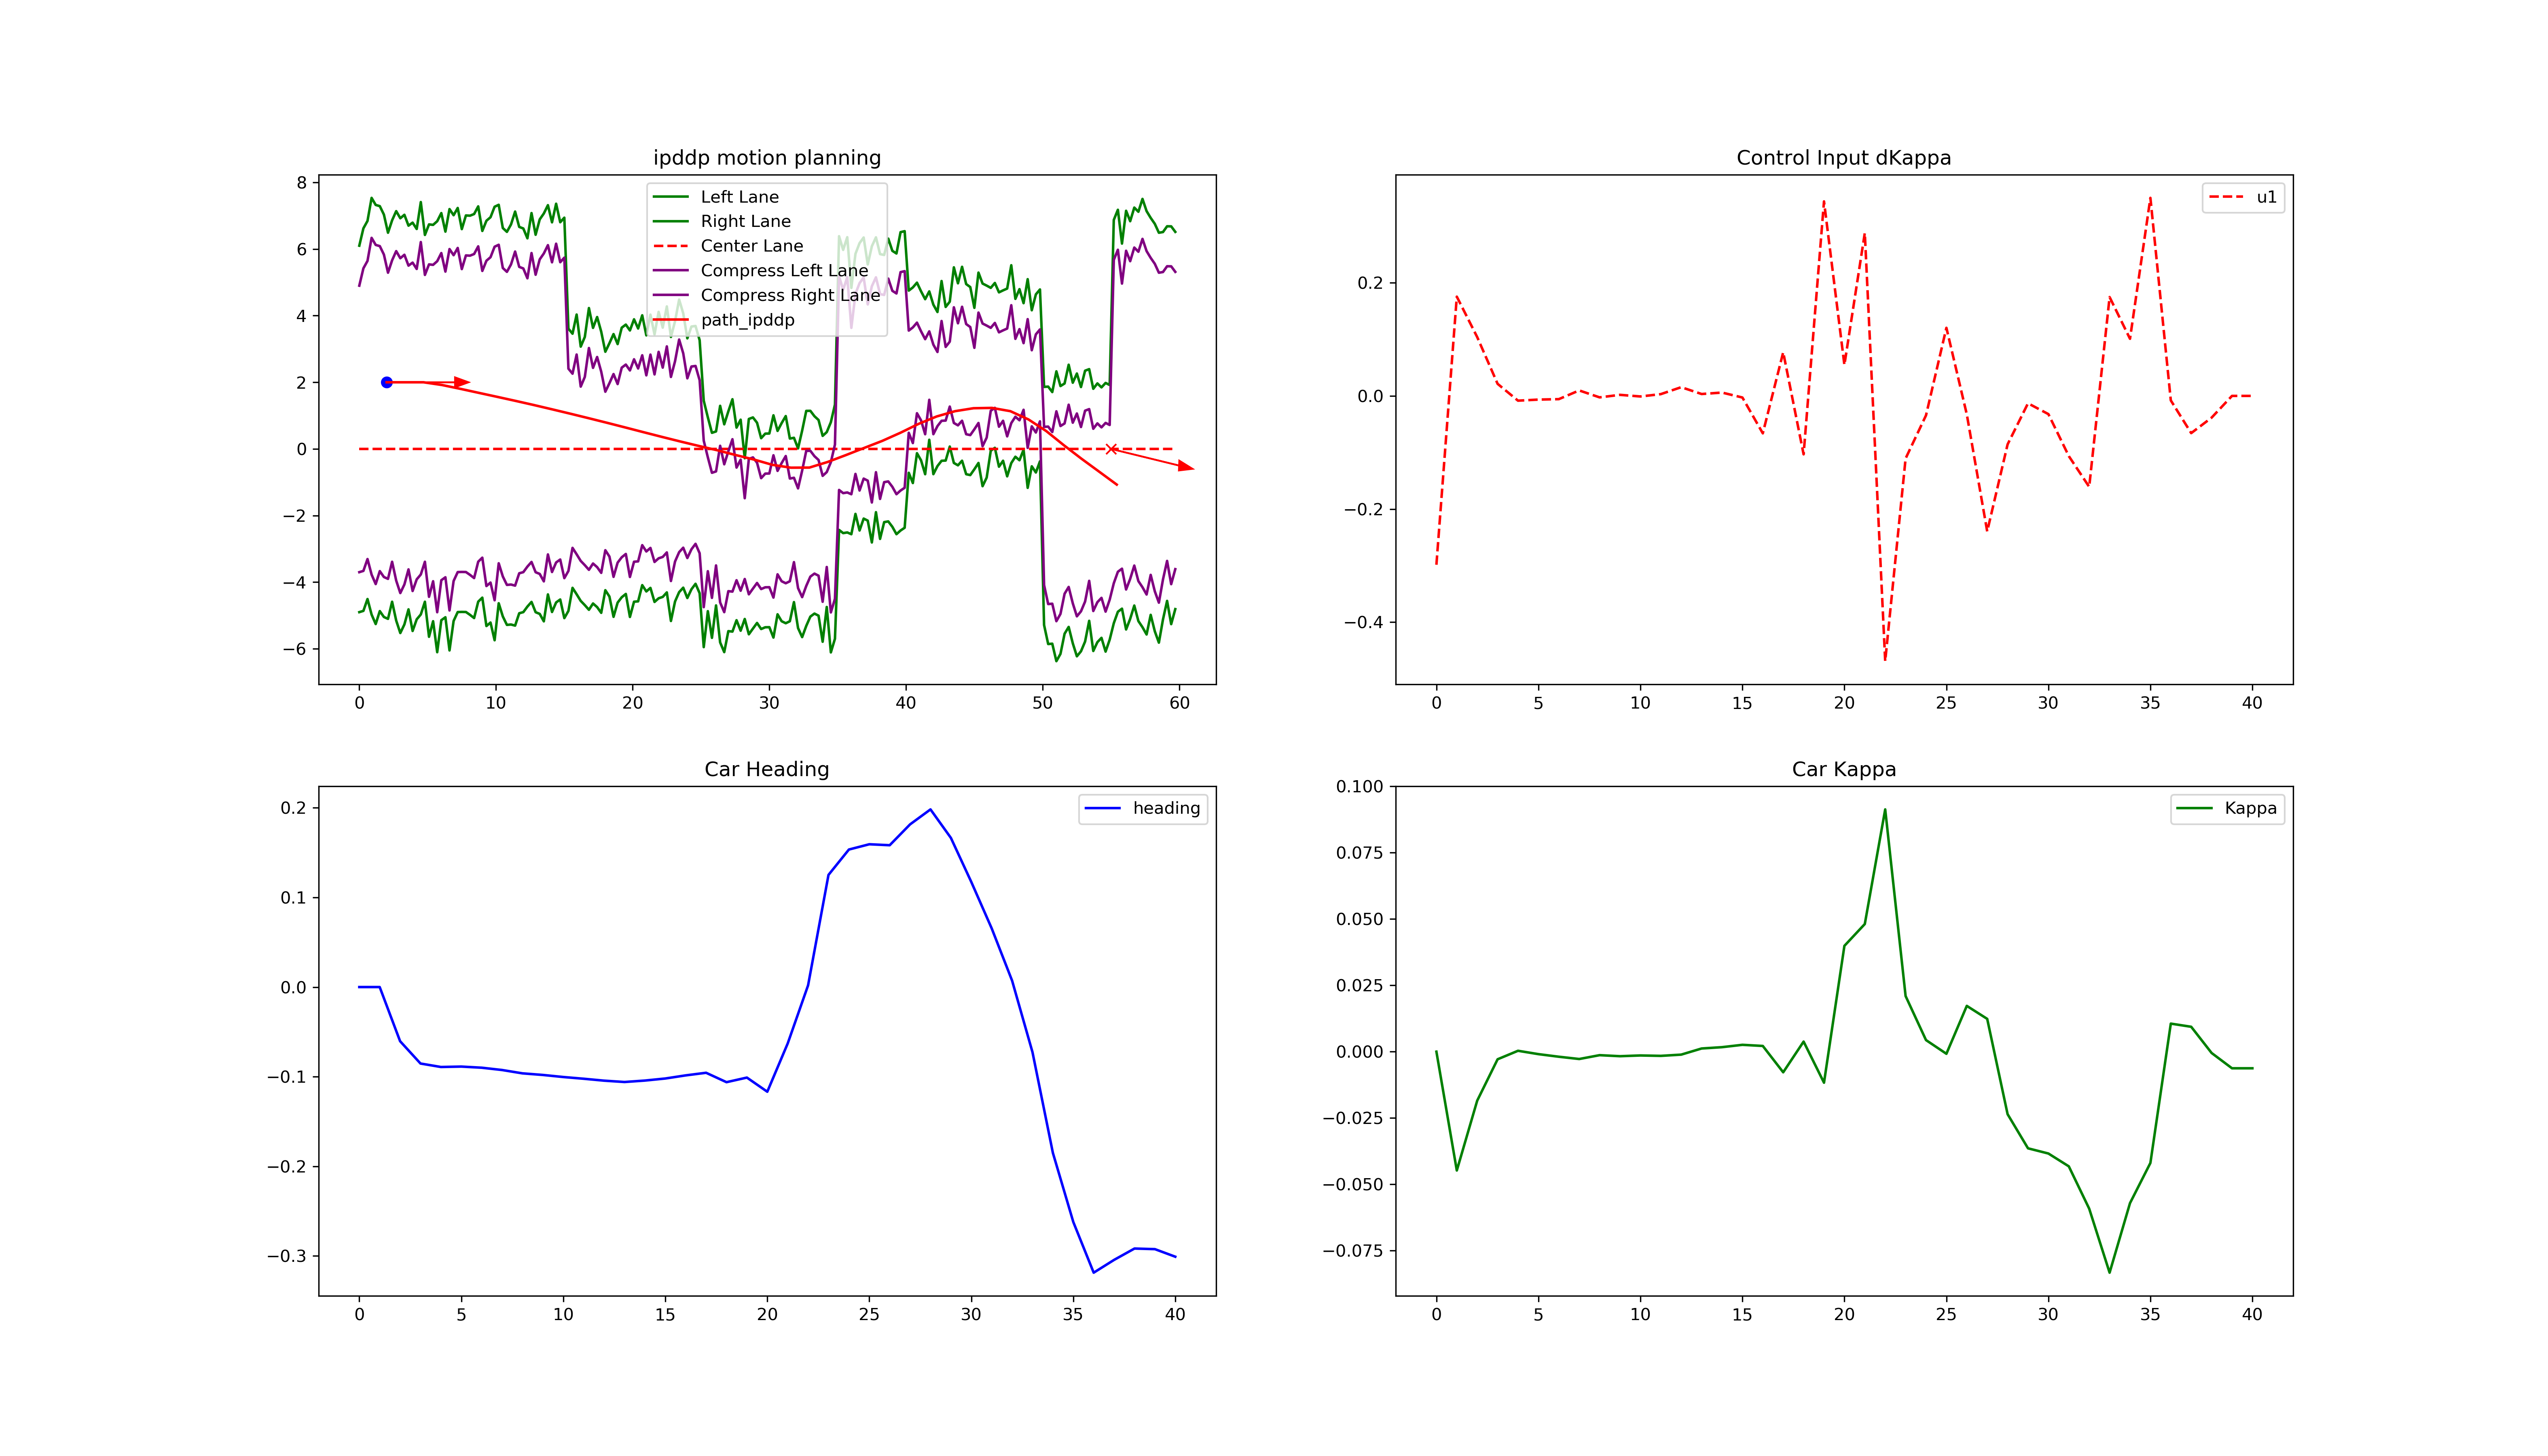 ipddp motion planning
8
6
4
2
0
−2
−4
−6
Left Lane
Right Lane
Center Lane
Compress Left Lane
Compress Right Lane
path_ipddp
0 10 20 30 40 50 60
Control Input dKappa
u1
0.2
0.0
−0.2
−0.4
0 5 10 15 20 25 30 35 40
Car Heading
heading
0.2
0.1
0.0
−0.1
−0.2
−0.3
0 5 10 15 20 25 30 35 40
Car Kappa
Kappa
0.100
0.075
0.050
0.025
0.000
−0.025
−0.050
−0.075
0 5 10 15 20 25 30 35 40